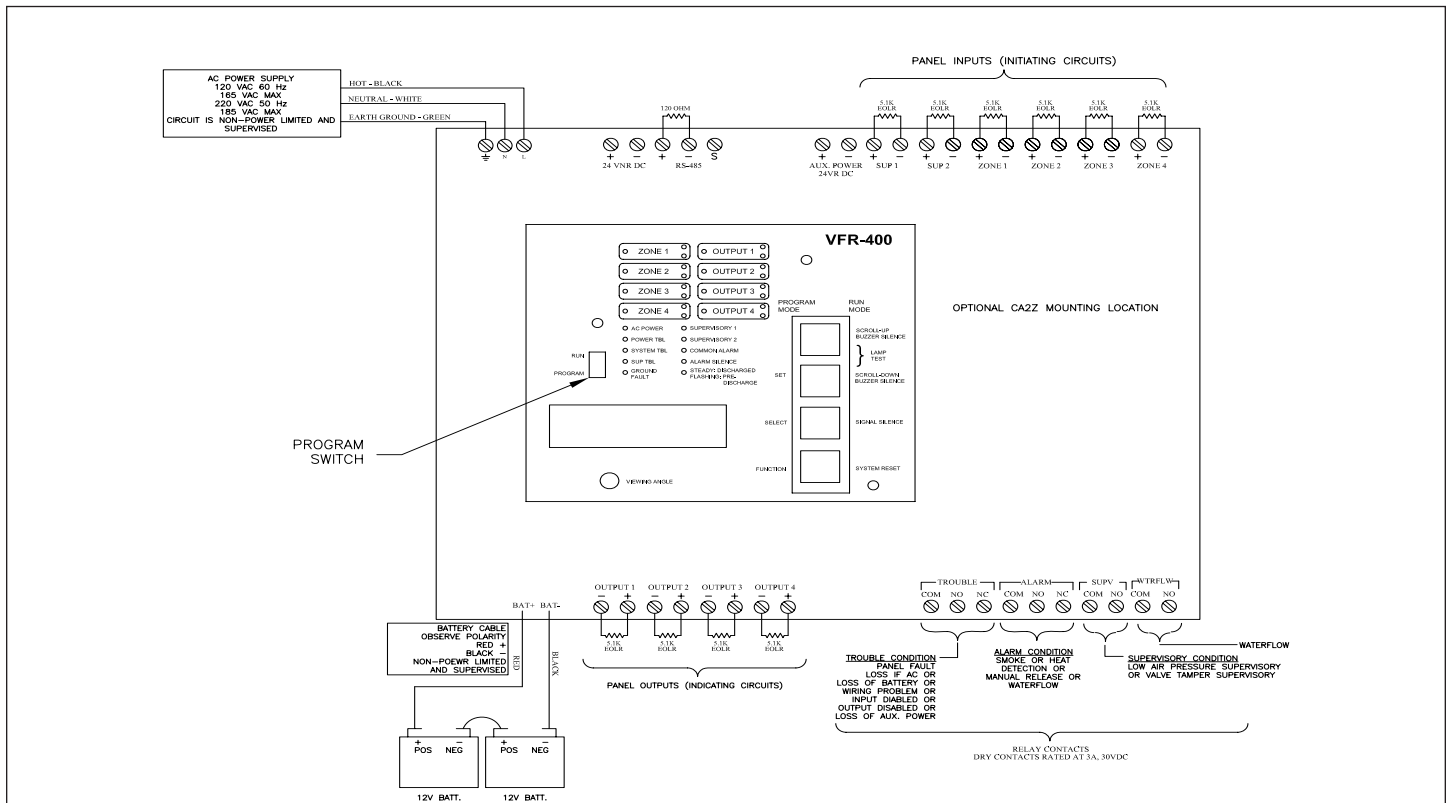 PANEL INPUTS (INITIATING CIRCUITS)
AC POWER SUPPLY
120 VAC 60 Hz
165 VAC MAX
220 VAC 50 Hz
185 VAC MAX
CIRCUIT IS NON-POWER LIMITED AND
SUPERVISED
HOT - BLACK
NEUTRAL - WHITE
EARTH GROUND - GREEN
120 OHM
5.1K
EOLR
5.1K
EOLR
5.1K
EOLR
5.1K
EOLR
5.1K
EOLR
5.1K
EOLR
N L
+ - + - S
24 VNR DC RS-485
+ - + - + - + - + - + - + -
AUX. POWER
24VR DC
SUP 1 SUP 2 ZONE 1 ZONE 2 ZONE 3 ZONE 4
VFR-400
ZONE 1 OUTPUT 1
ZONE 2 OUTPUT 2
ZONE 3 OUTPUT 3
ZONE 4 OUTPUT 4
AC POWER SUPERVISORY 1
POWER TBL SUPERVISORY 2
SYSTEM TBL COMMON ALARM
SUP TBL ALARM SILENCE
GROUND
FAULT
STEADY: DISCHARGED
FLASHING: PRE-
DISCHARGE
RUN
PROGRAM
PROGRAM
MODE
RUN
MODE
SCROLL-UP
BUZZER SILENCE
LAMP
TEST
SET
SCROLL-DOWN
BUZZER SILENCE
SELECT
SIGNAL SILENCE
FUNCTION
SYSTEM RESET
VIEWING ANGLE
OPTIONAL CA2Z MOUNTING LOCATION
PROGRAM
SWITCH
BAT+ BAT-
OUTPUT 1 OUTPUT 2 OUTPUT 3 OUTPUT 4
- + - + - + - +
5.1K
EOLR
5.1K
EOLR
5.1K
EOLR
5.1K
EOLR
PANEL OUTPUTS (INDICATING CIRCUITS)
TROUBLE ALARM SUPV WTRFLW
COM NO NC COM NO NC COM NO COM NO
BATTERY CABLE
OBSERVE POLARITY
RED +
BLACK -
NON-POEWR LIMITED
AND SUPERVISED
RED
BLACK
+ - + -
POS NEG POS NEG
12V BATT. 12V BATT.
TROUBLE CONDITION
PANEL FAULT
LOSS IF AC OR
LOSS OF BATTERY OR
WIRING PROBLEM OR
INPUT DIABLED OR
OUTPUT DISABLED OR
LOSS OF AUX. POWER
ALARM CONDITION
SMOKE OR HEAT
DETECTION OR
MANUAL RELEASE OR
WATERFLOW
WATERFLOW
SUPERVISORY CONDITION
LOW AIR PRESSURE SUPERVISORY
OR VALVE TAMPER SUPERVISORY
RELAY CONTACTS
DRY CONTACTS RATED AT 3A, 30VDC